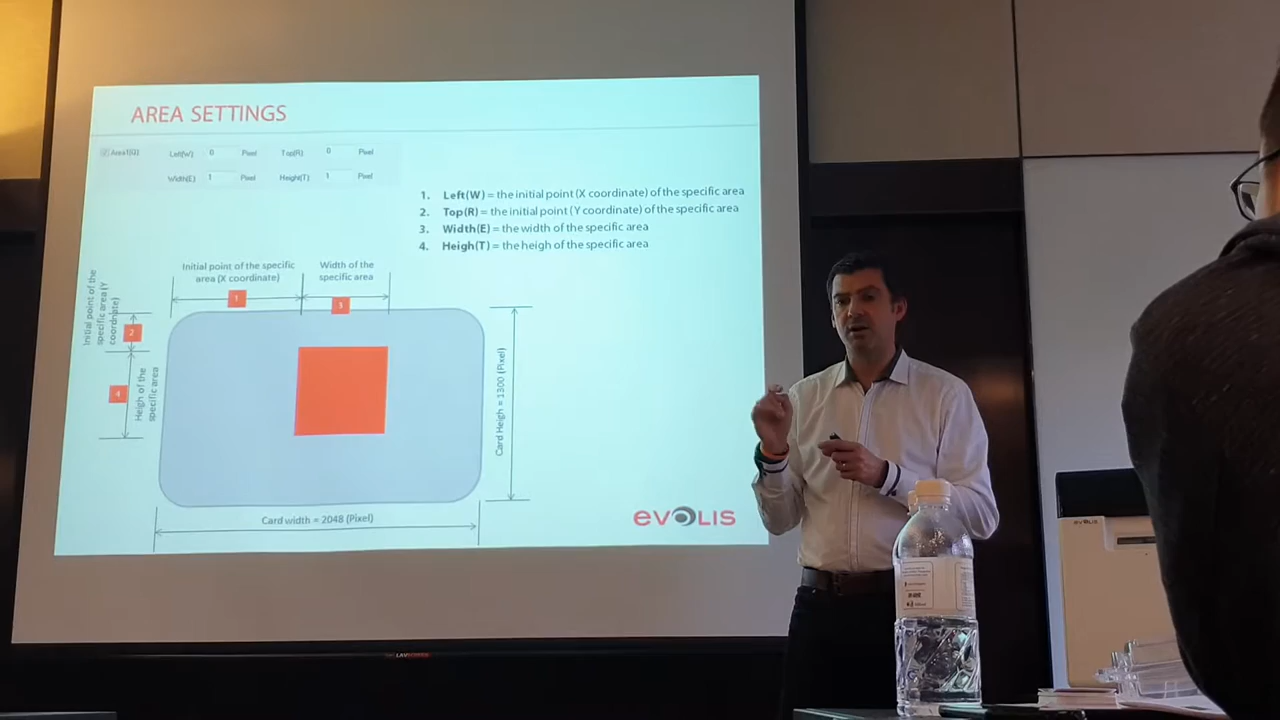 AREA SETTINGS
Area1(Q) Left(W) 0 Pixel Top(R) 0 Pixel
Width(E) 1 Pixel Height(T) 1 Pixel
1. Left(W) = the initial point (X coordinate) of the specific area
2. Top(R) = the initial point (Y coordinate) of the specific area
3. Width(E) = the width of the specific area
4. Heigh(T) = the heigh of the specific area
Initial point of the specific
area (X coordinate)
Width of the
specific area
1
3
Initial point of the
specific area (Y
coordnate)
2
4
Heigh of the
specific area
Card Heigh = 1300 (Pixel)
Card width = 2048 (Pixel)
evoLIS
evoLIS